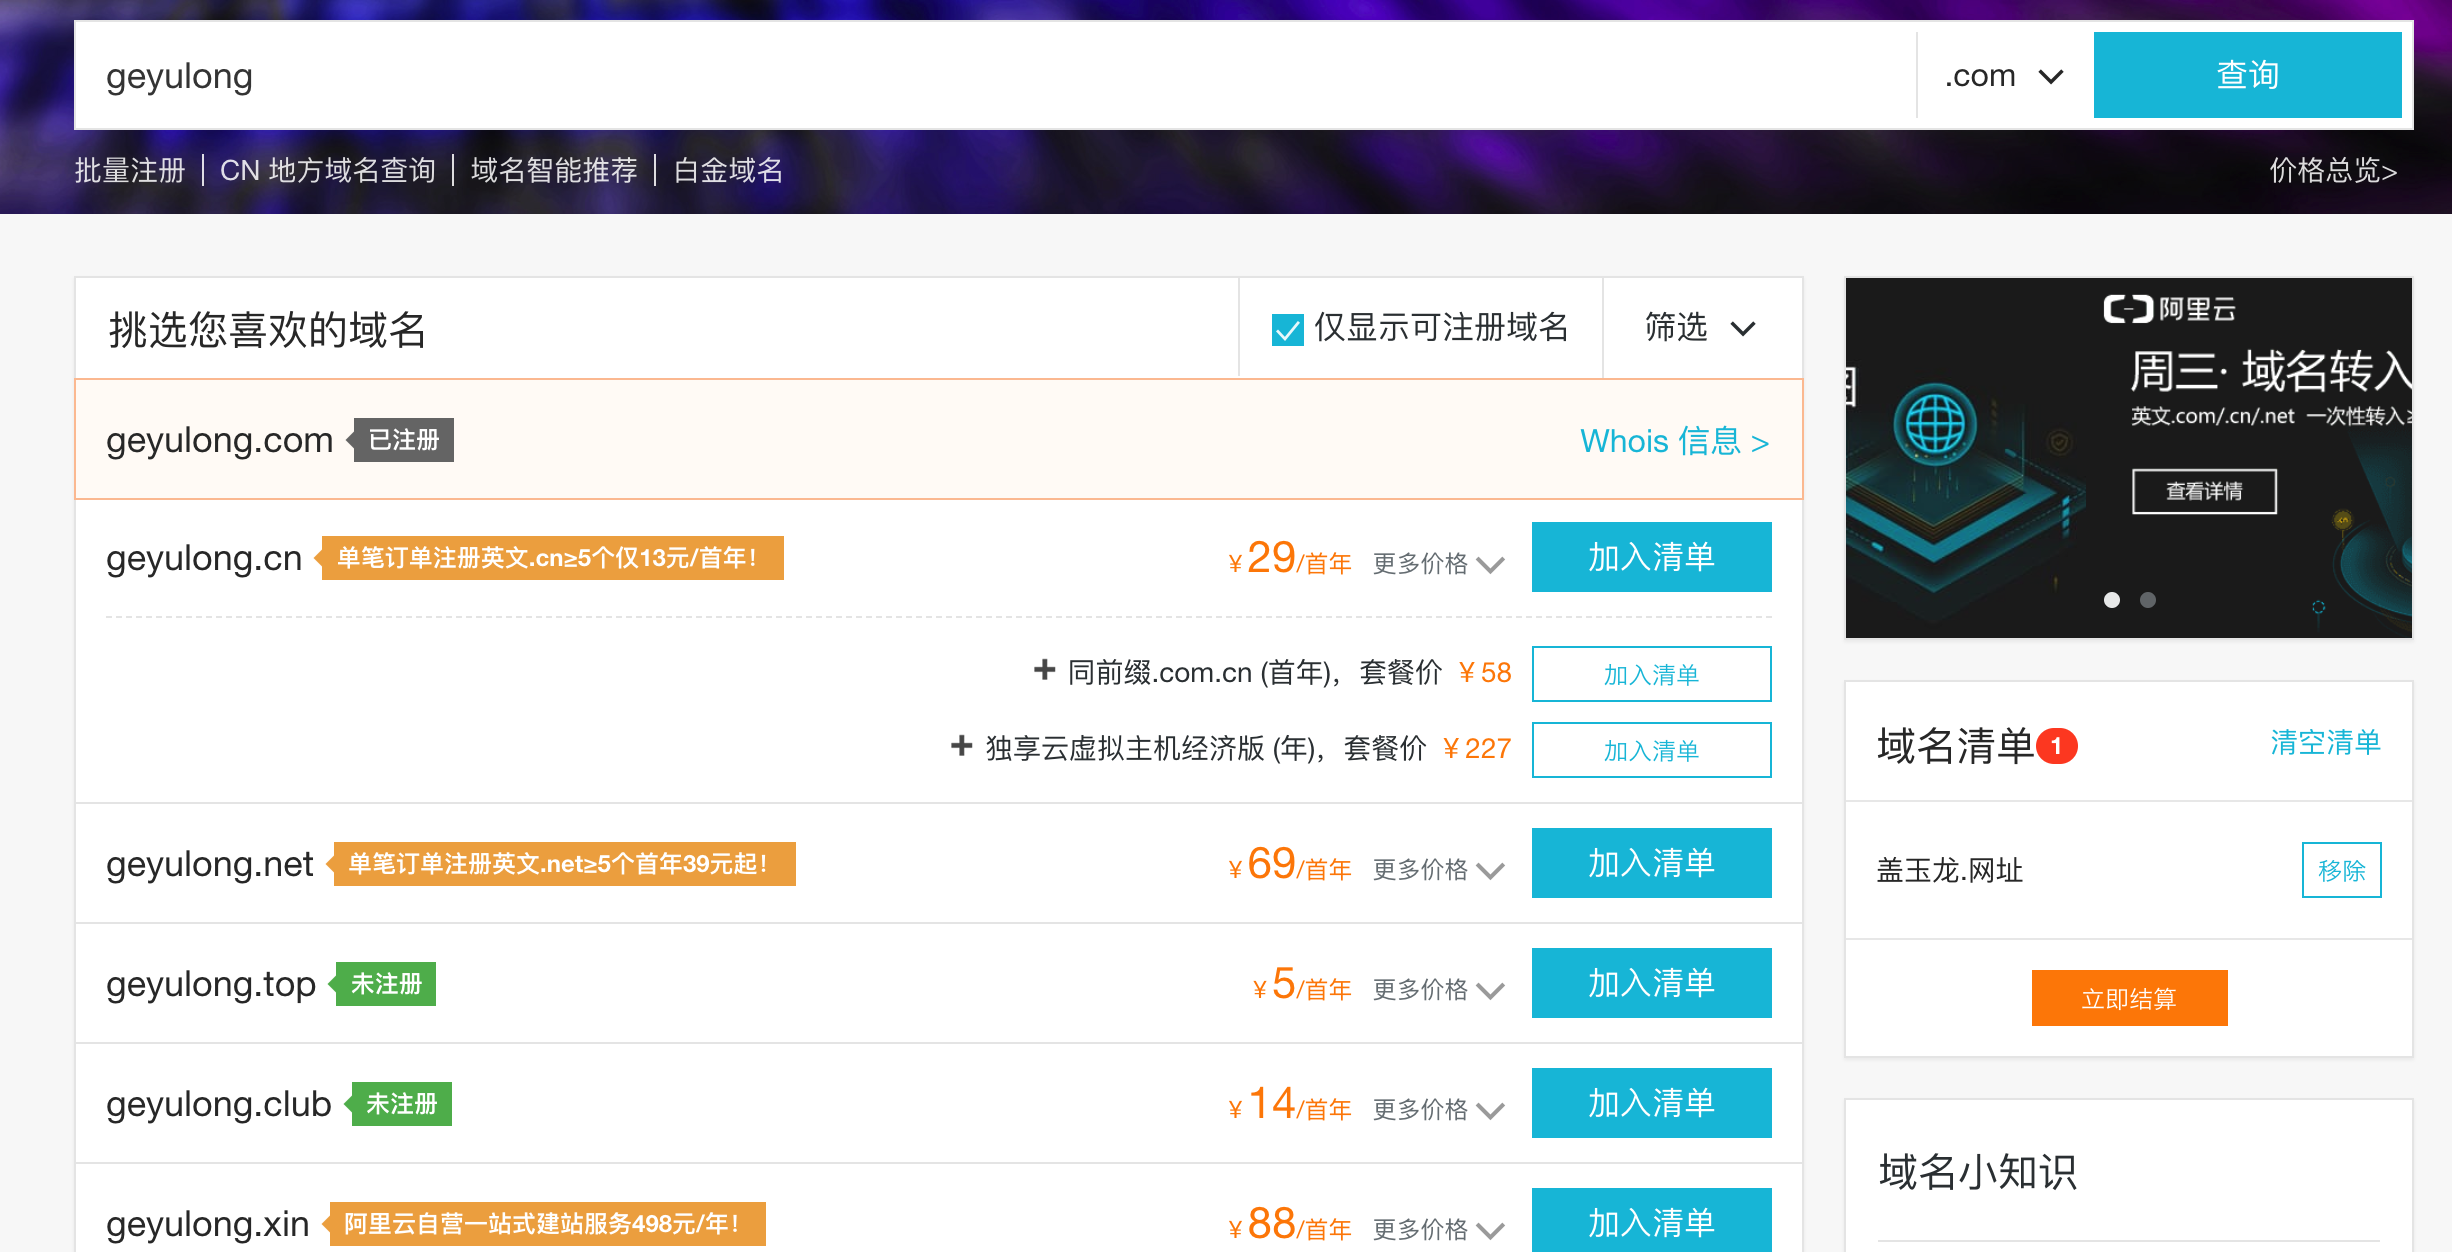 geyulong
.com
查询
批量注册 | CN 地方域名查询 | 域名智能推荐 | 白金域名
价格总览>
挑选您喜欢的域名
仅显示可注册域名
筛选
geyulong.com 已注册
Whois 信息 >
geyulong.cn 单笔订单注册英文.cn≥5个仅13元/首年！
¥29/首年 更多价格 加入清单
+ 同前缀.com.cn (首年)，套餐价 ¥58 加入清单
+ 独享云虚拟主机经济版 (年)，套餐价 ¥227 加入清单
geyulong.net 单笔订单注册英文.net≥5个首年39元起！
¥69/首年 更多价格 加入清单
geyulong.top 未注册
¥5/首年 更多价格 加入清单
geyulong.club 未注册
¥14/首年 更多价格 加入清单
geyulong.xin 阿里云自营一站式建站服务498元/年！
¥88/首年 更多价格 加入清单
阿里云
周三· 域名转入
英文.com/.cn/.net 一次性转入≥
查看详情
域名清单 1
清空清单
盖玉龙.网址
移除
立即结算
域名小知识